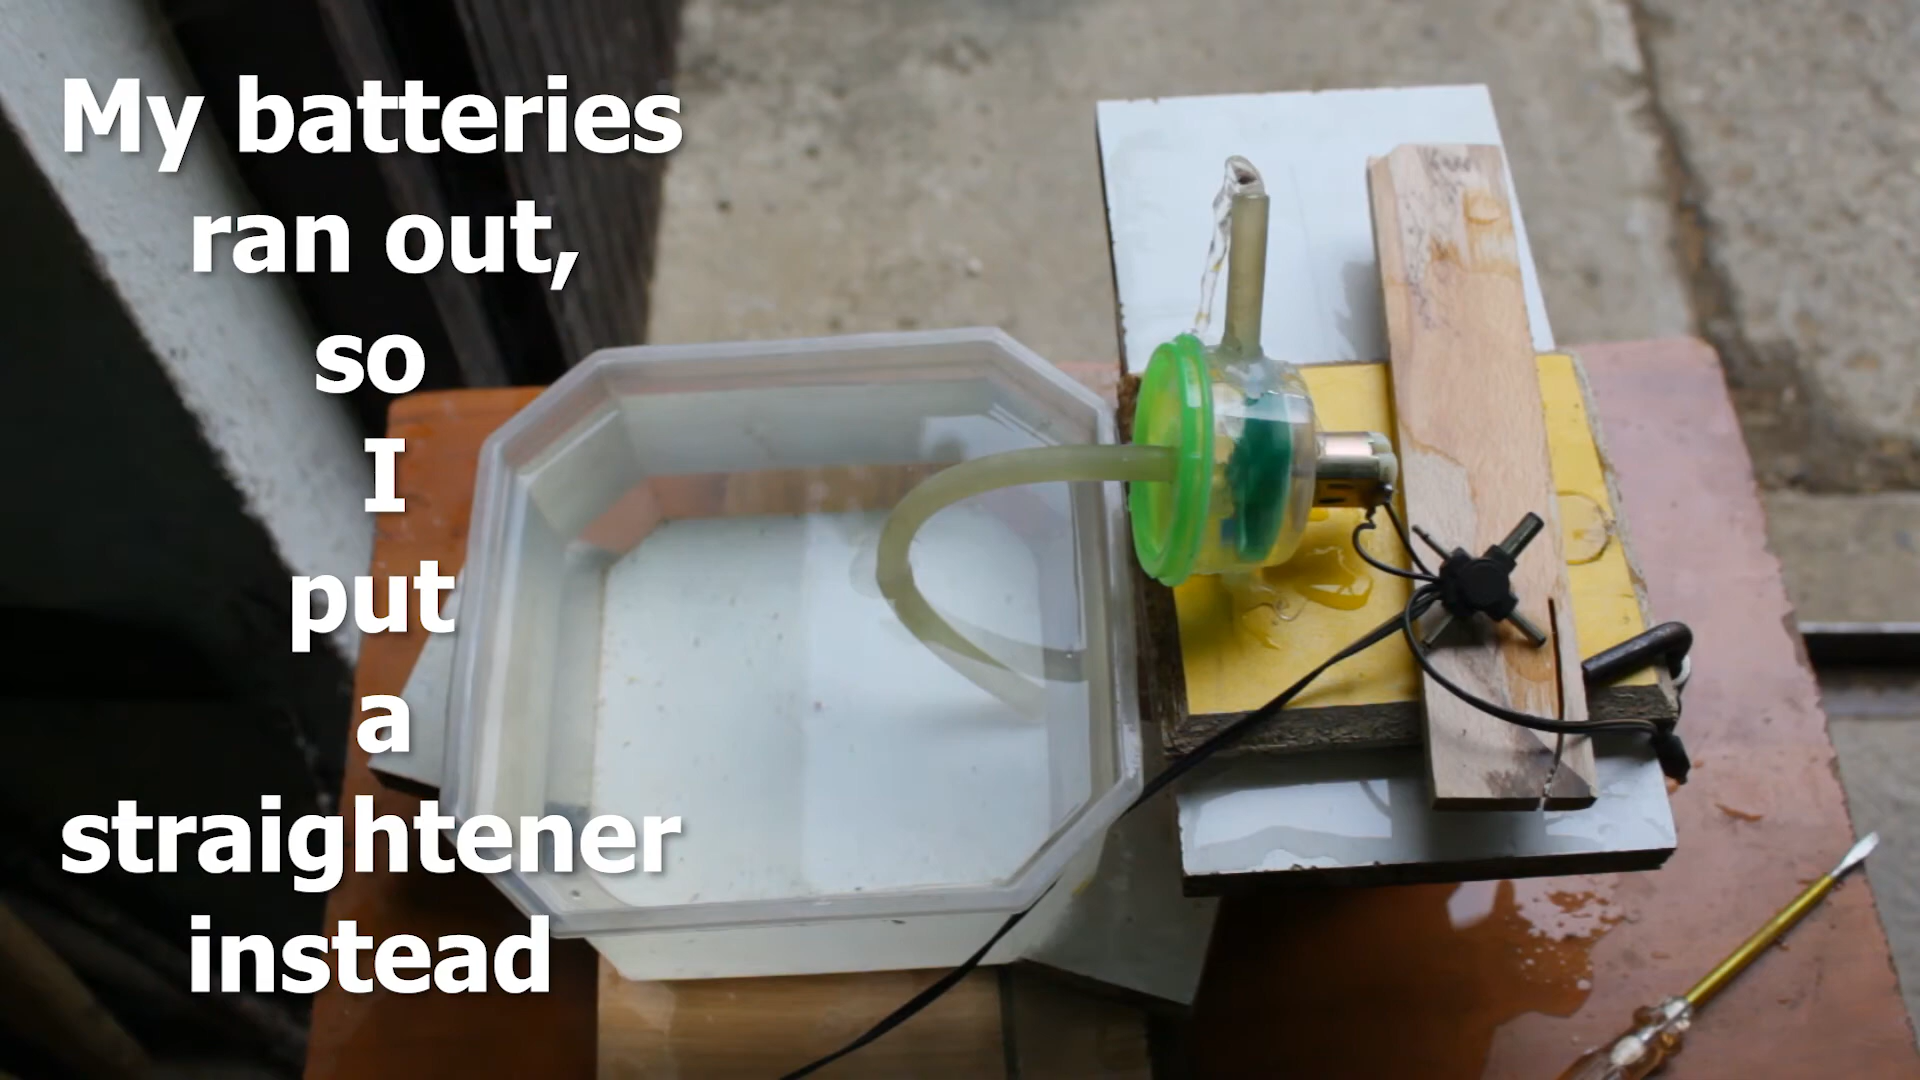 My batteries
ran out,
so
I
put
a
straightener
instead